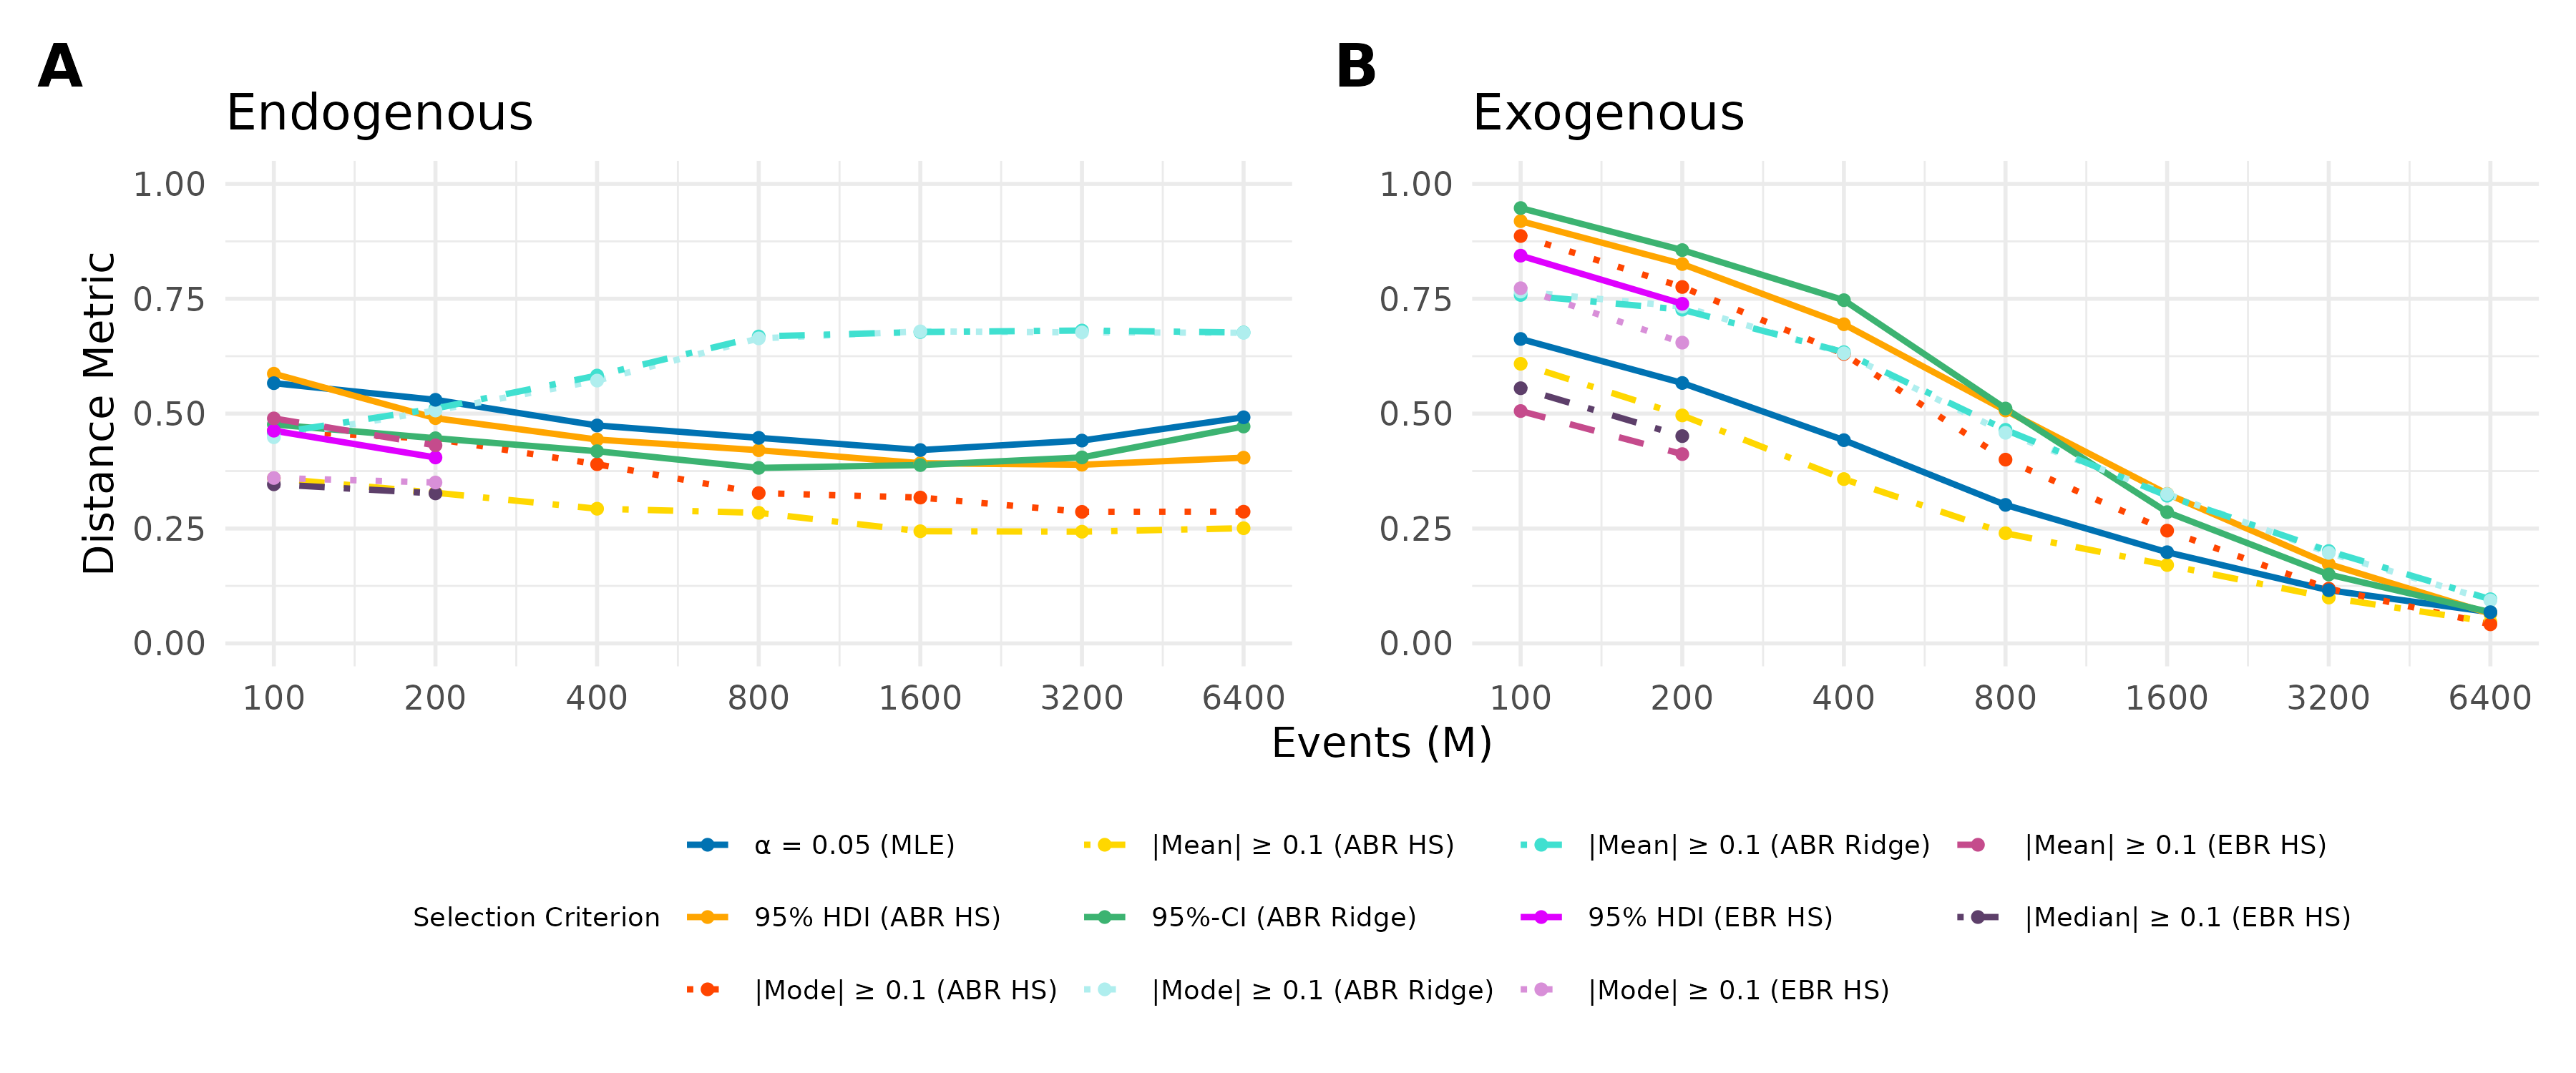 A
B
Endogenous
Exogenous
Distance Metric
1.00
0.75
0.50
0.25
0.00
100 200 400 800 1600 3200 6400
1.00
0.75
0.50
0.25
0.00
100 200 400 800 1600 3200 6400
Events (M)
Selection Criterion
α = 0.05 (MLE)
95% HDI (ABR HS)
|Mode| ≥ 0.1 (ABR HS)
|Mean| ≥ 0.1 (ABR HS)
95%-CI (ABR Ridge)
|Mode| ≥ 0.1 (ABR Ridge)
|Mean| ≥ 0.1 (ABR Ridge)
95% HDI (EBR HS)
|Mode| ≥ 0.1 (EBR HS)
|Mean| ≥ 0.1 (EBR HS)
|Median| ≥ 0.1 (EBR HS)